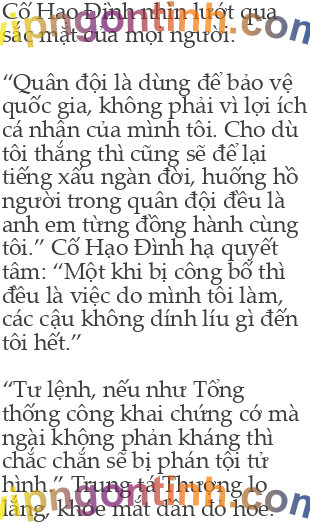 Cố Hạo Đình nhìn lướt qua
sắc mặt của mọi người.
“Quân đội là dùng để bảo vệ
quốc gia, không phải vì lợi ích
cá nhân của mình tôi. Cho dù
tôi thắng thì cũng sẽ để lại
tiếng xấu ngàn đời, huống hồ
người trong quân đội đều là
anh em từng đồng hành cùng
tôi.” Cố Hạo Đình hạ quyết
tâm: “Một khi bị công bố thì
đều là việc do mình tôi làm,
các cậu không dính líu gì đến
tôi hết.”
“Tư lệnh, nếu như Tổng
thống công khai chứng cớ mà
ngài không phản kháng thì
chắc chắn sẽ bị phán tội tử
hình.” Trung tá Thượng lo
lắng, khóe mắt dần đỏ hoe.
vipngontinh.com
vipngontinh.com